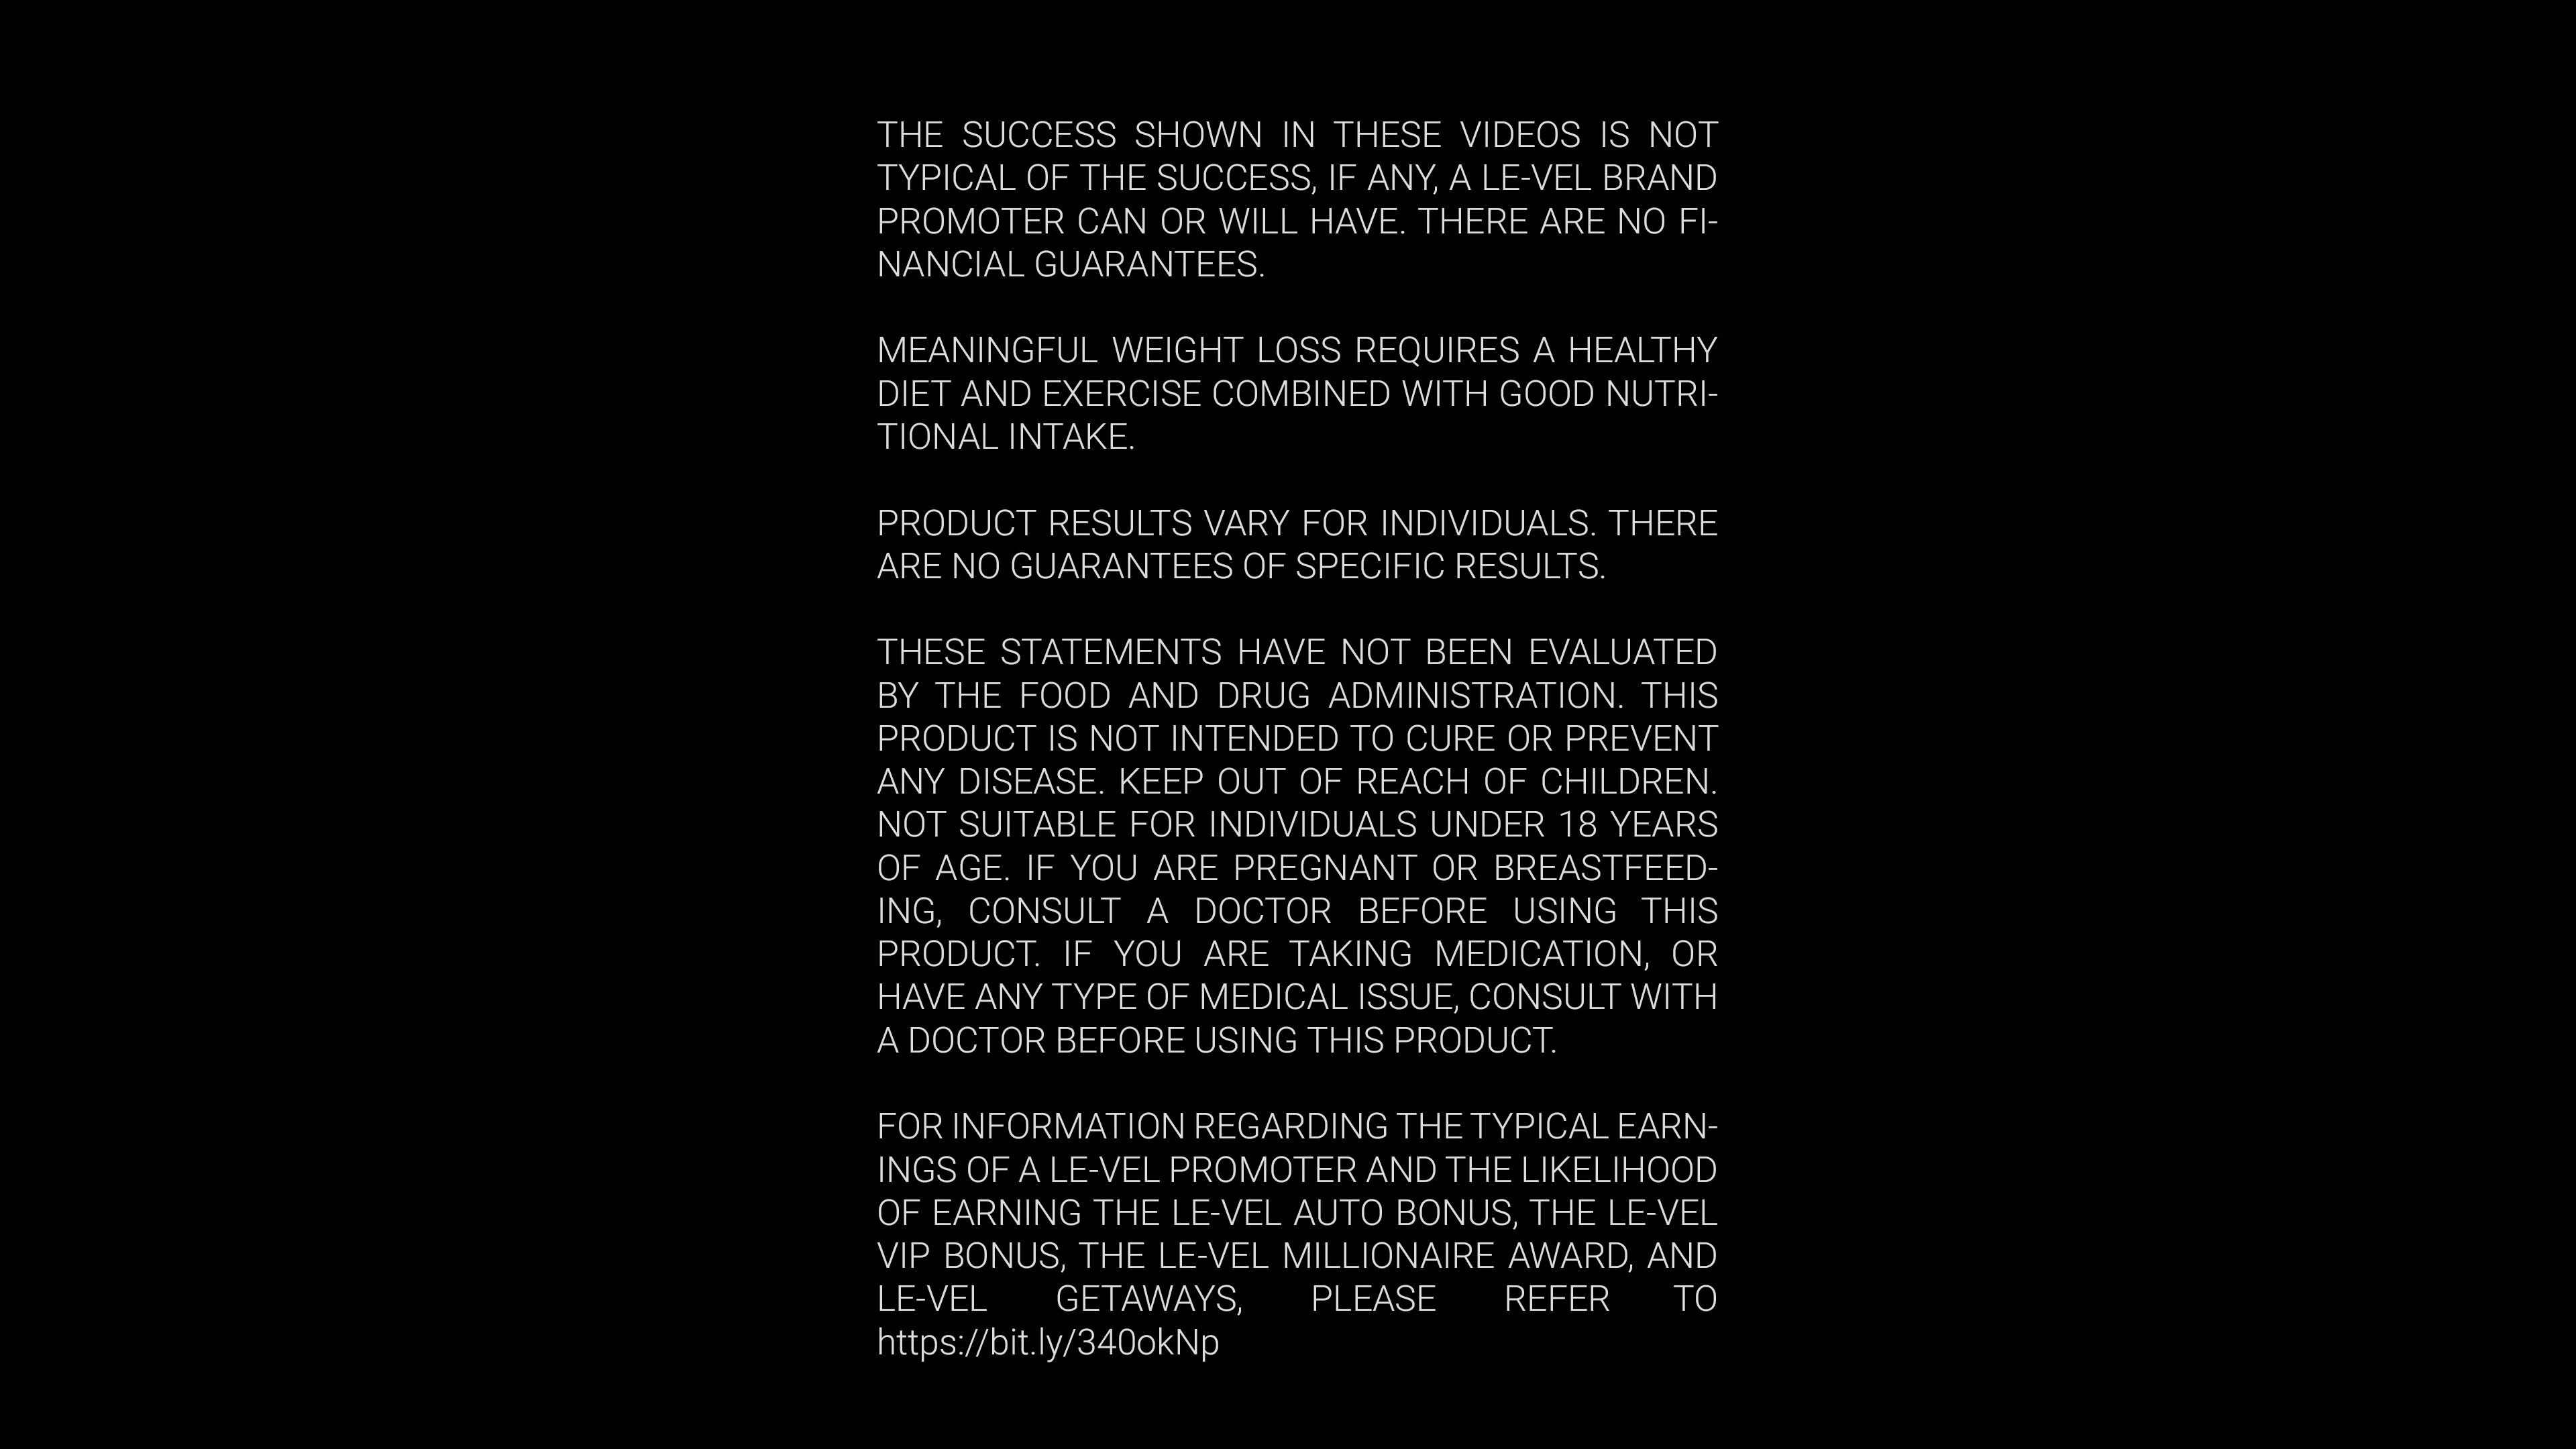 THE SUCCESS SHOWN IN THESE VIDEOS IS NOT
TYPICAL OF THE SUCCESS, IF ANY, A LE-VEL BRAND
PROMOTER CAN OR WILL HAVE. THERE ARE NO FI-
NANCIAL GUARANTEES.
MEANINGFUL WEIGHT LOSS REQUIRES A HEALTHY
DIET AND EXERCISE COMBINED WITH GOOD NUTRI-
TIONAL INTAKE.
PRODUCT RESULTS VARY FOR INDIVIDUALS. THERE
ARE NO GUARANTEES OF SPECIFIC RESULTS.
THESE STATEMENTS HAVE NOT BEEN EVALUATED
BY THE FOOD AND DRUG ADMINISTRATION. THIS
PRODUCT IS NOT INTENDED TO CURE OR PREVENT
ANY DISEASE. KEEP OUT OF REACH OF CHILDREN.
NOT SUITABLE FOR INDIVIDUALS UNDER 18 YEARS
OF AGE. IF YOU ARE PREGNANT OR BREASTFEED-
ING, CONSULT A DOCTOR BEFORE USING THIS
PRODUCT. IF YOU ARE TAKING MEDICATION, OR
HAVE ANY TYPE OF MEDICAL ISSUE, CONSULT WITH
A DOCTOR BEFORE USING THIS PRODUCT.
FOR INFORMATION REGARDING THE TYPICAL EARN-
INGS OF A LE-VEL PROMOTER AND THE LIKELIHOOD
OF EARNING THE LE-VEL AUTO BONUS, THE LE-VEL
VIP BONUS, THE LE-VEL MILLIONAIRE AWARD, AND
LE-VEL GETAWAYS, PLEASE REFER TO
https://bit.ly/340okNp